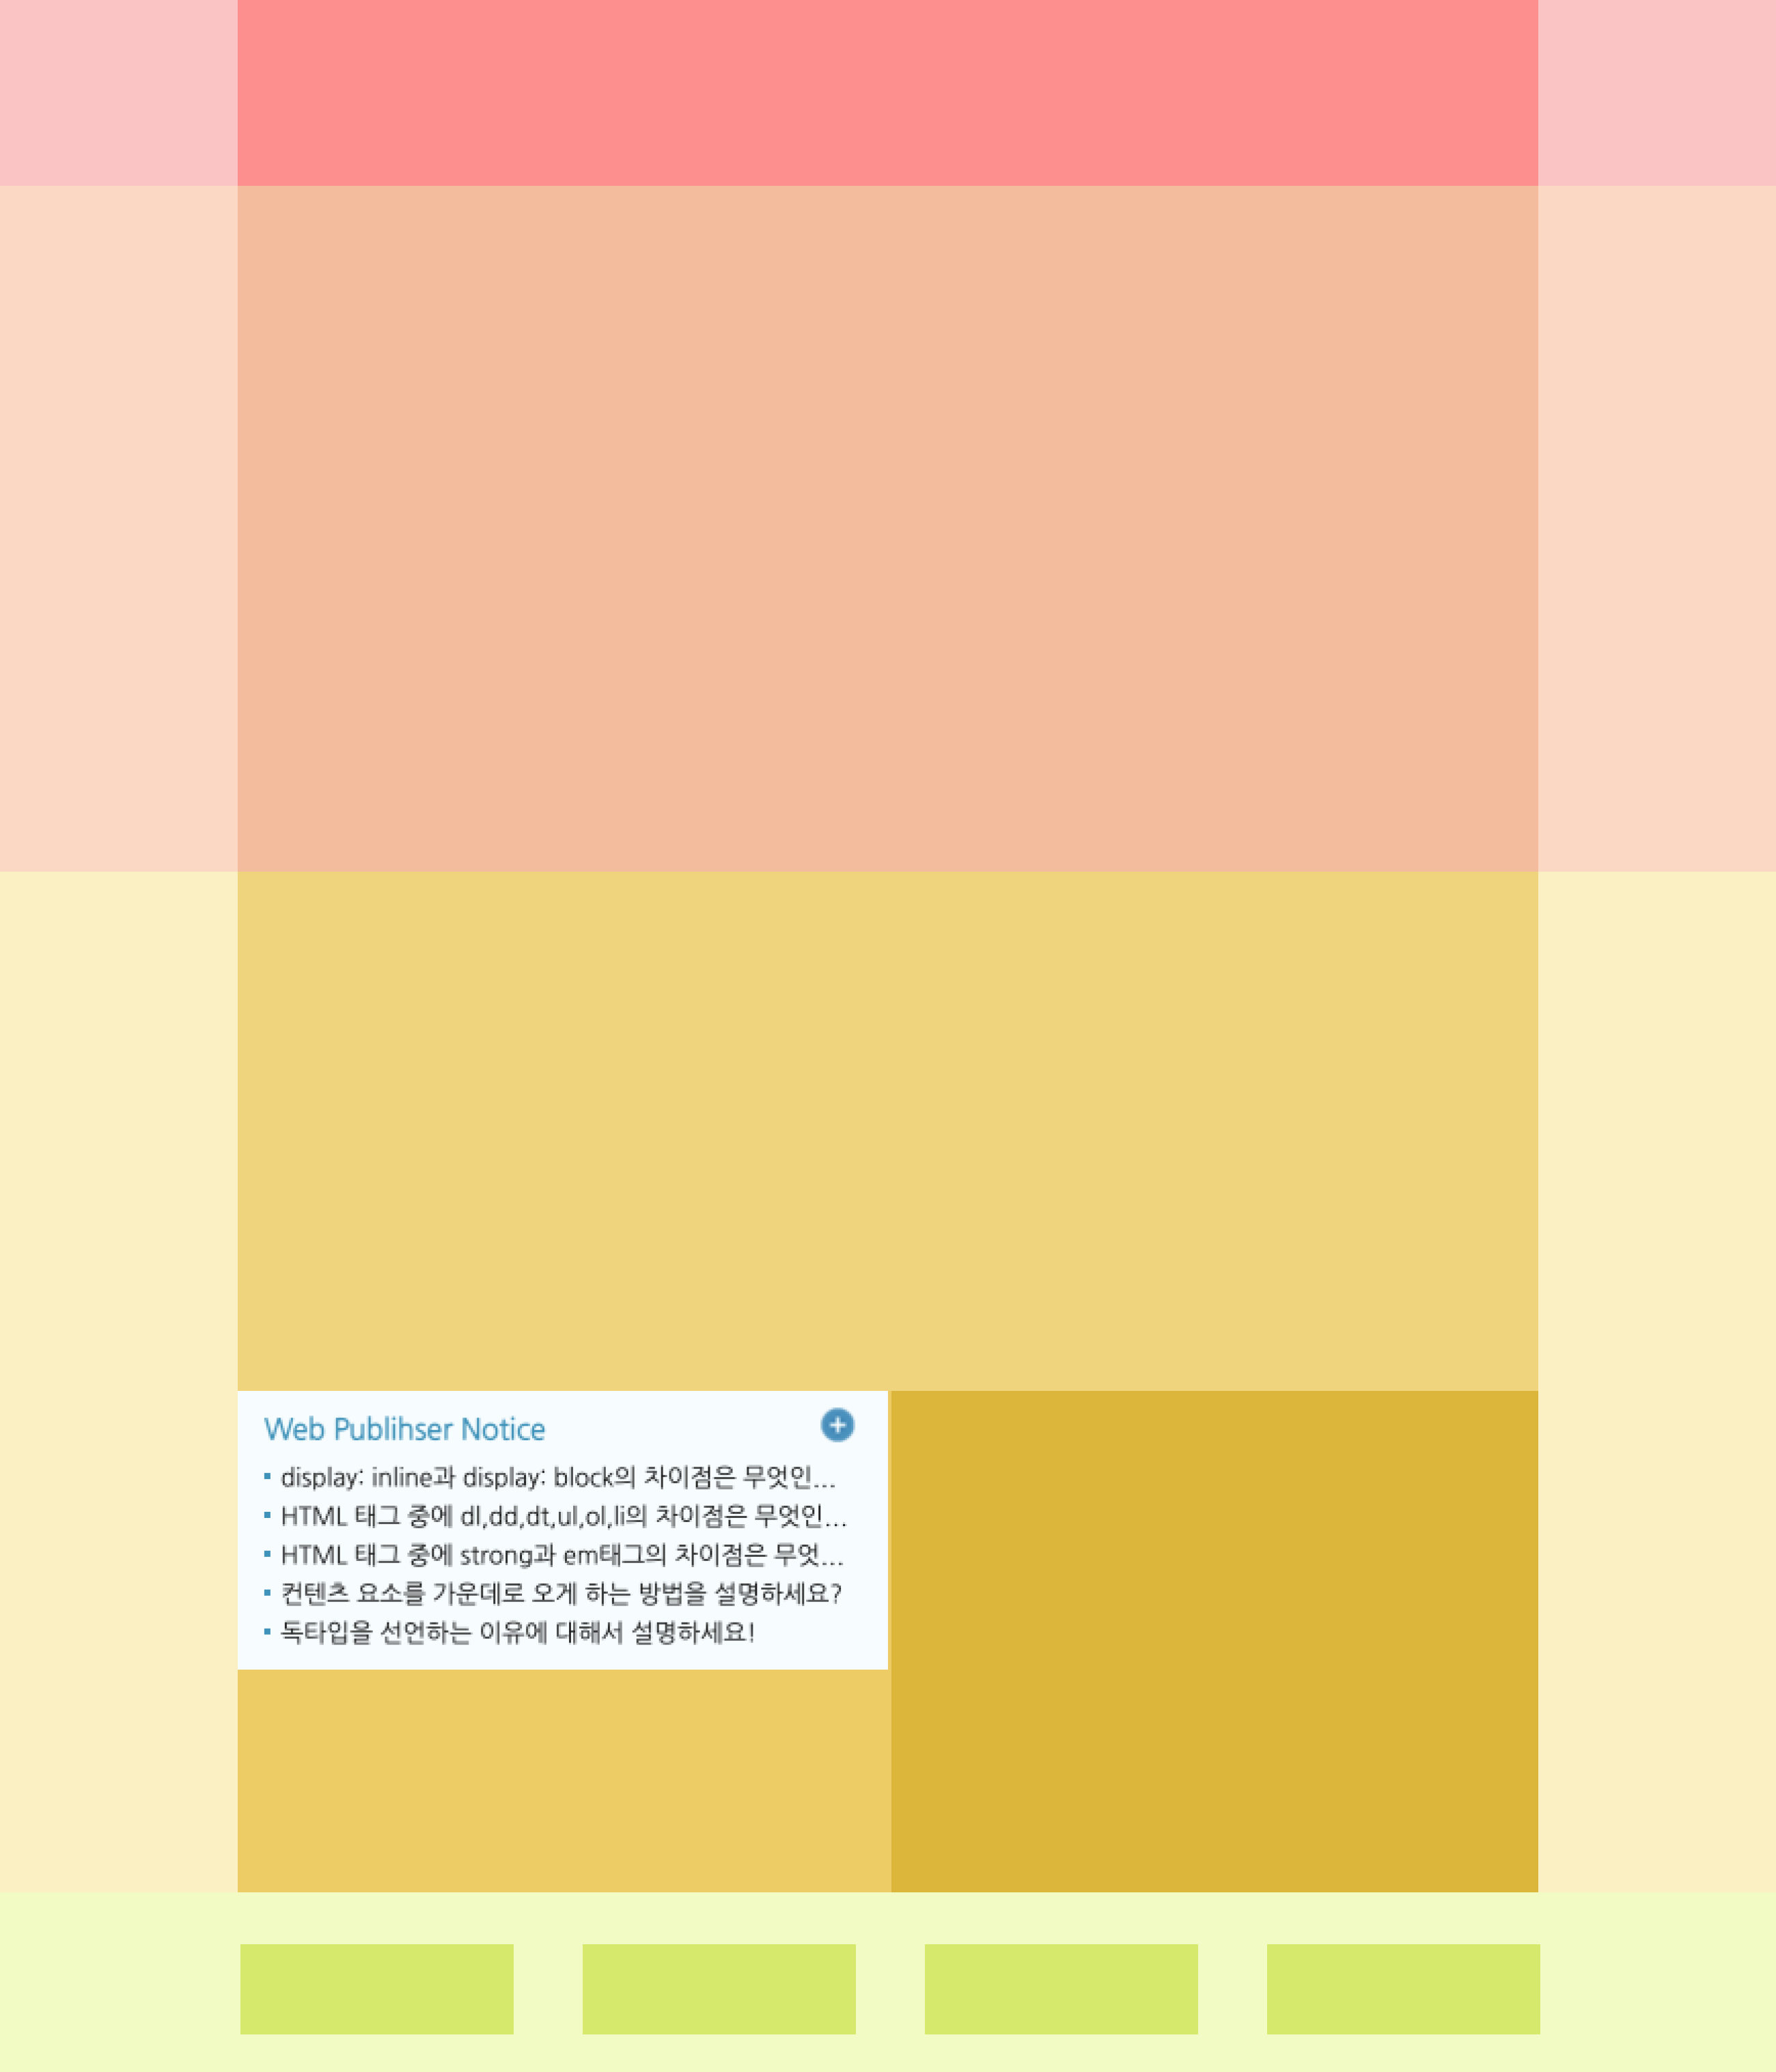 Web Publihser Notice
display: inline과 display: block의 차이점은 무엇인...
HTML 태그 중에 dl,dd,dt,ul,ol,li의 차이점은 무엇인...
HTML 태그 중에 strong과 em태그의 차이점은 무엇...
컨텐츠 요소를 가운데로 오게 하는 방법을 설명하세요?
독타입을 선언하는 이유에 대해서 설명하세요!